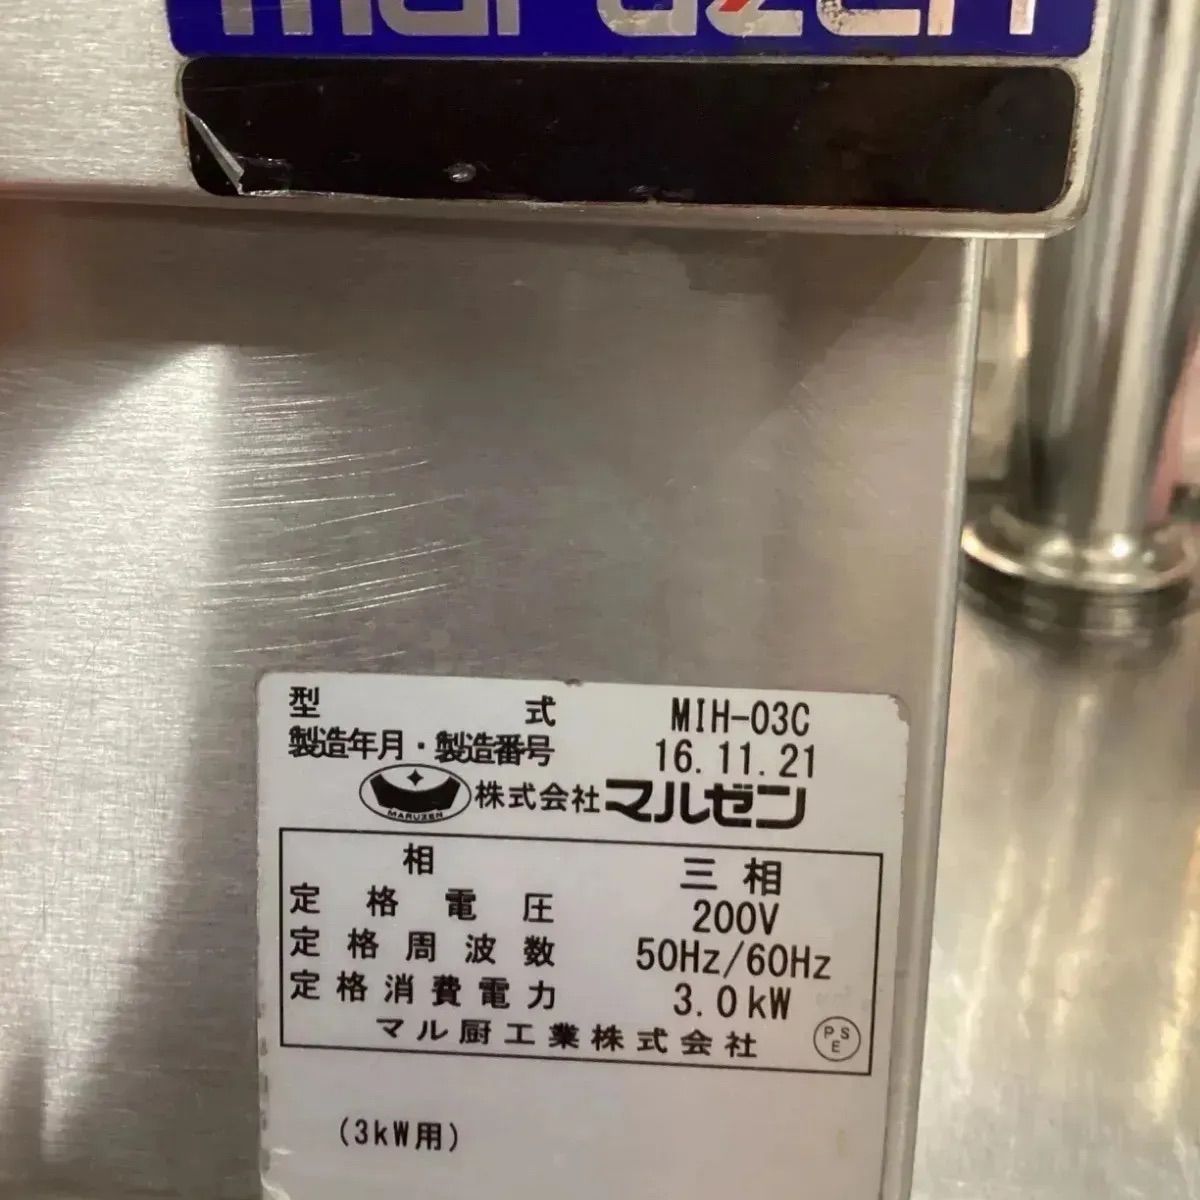 maruzen
型式 MIH-03C
製造年月・製造番号 16.11.21
MARUZEN 株式会社マルゼン
相 三相
定格電圧 200V
定格周波数 50Hz/60Hz
定格消費電力 3.0kW
マル厨工業株式会社 PSE
(3kW用)